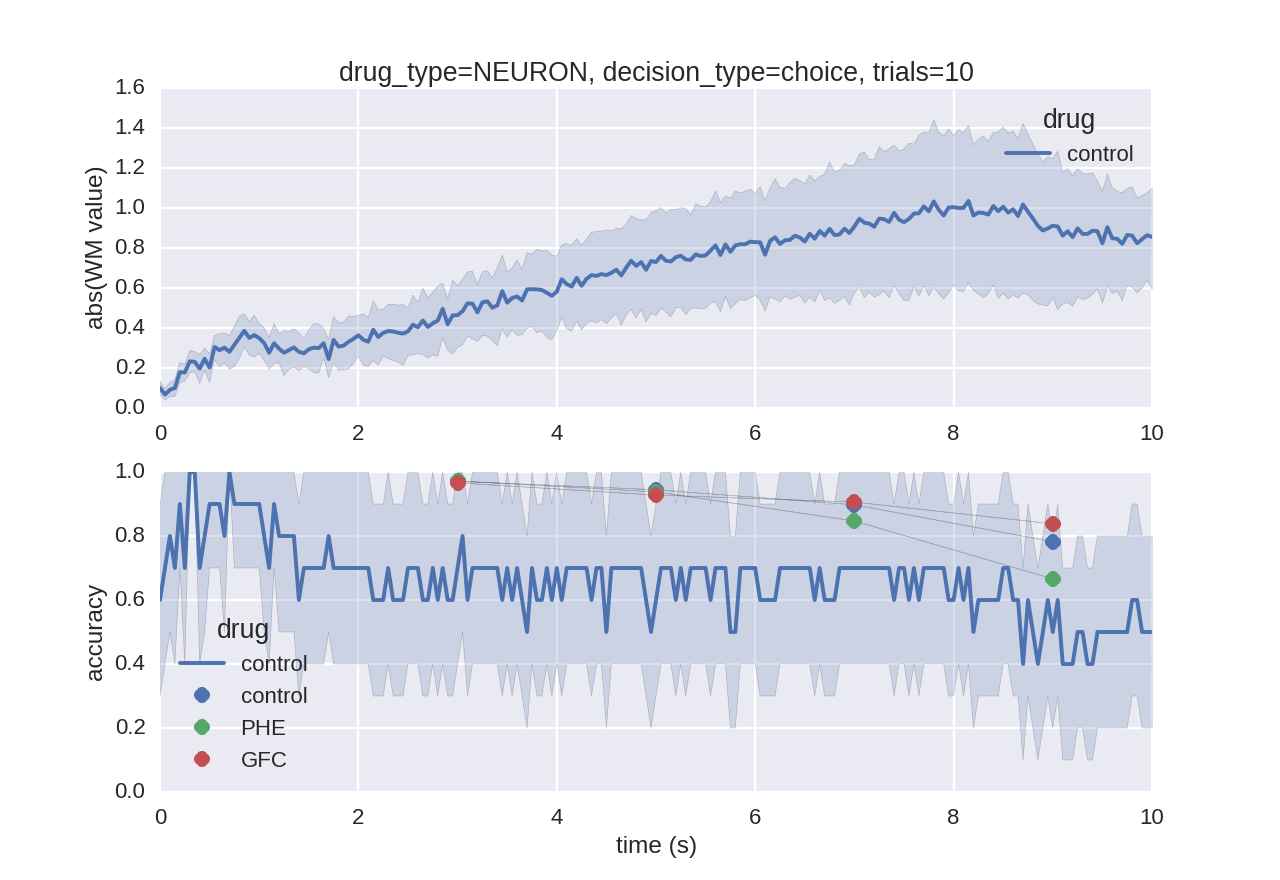 drug_type=NEURON, decision_type=choice, trials=10
1.6
1.4
1.2
1.0
0.8
0.6
0.4
0.2
0.0
abs(WM value)
drug
control
0 2 4 6 8 10
1.0
0.8
0.6
0.4
0.2
0.0
accuracy
drug
control
control
PHE
GFC
0 2 4 6 8 10
time (s)